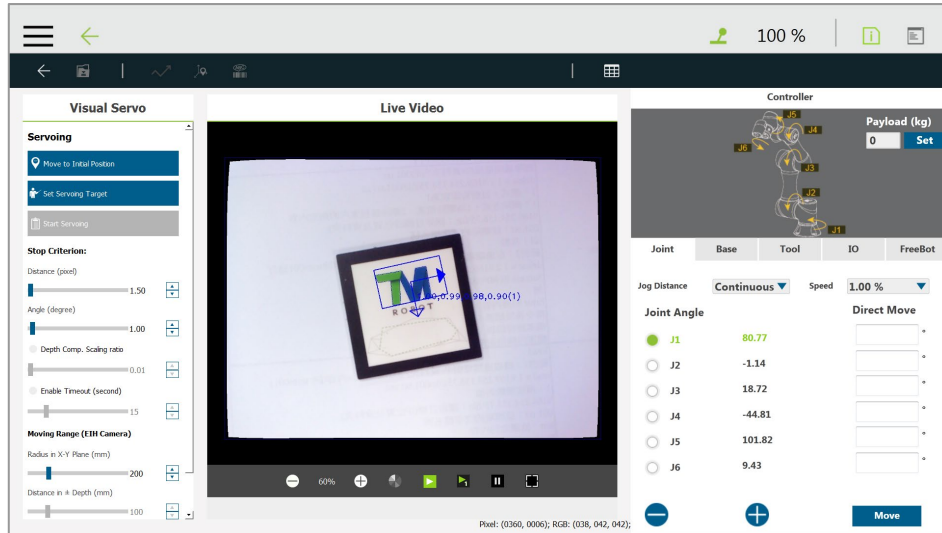 100 %
Visual Servo
Servoing
Move to Initial Position
Set Servoing Target
Start Servoing
Stop Criterion:
Distance (pixel)
1.50
Angle (degree)
1.00
Depth Comp. Scaling ratio
0.01
Enable Timeout (second)
15
Moving Range (EIH Camera)
Radius in X-Y Plane (mm)
200
Distance in ± Depth (mm)
100
Live Video
TM
ROBOT
60%
Pixel: (0360, 0006); RGB: (038, 042, 042);
Controller
J5
J4
J6
J3
J2
J1
Payload (kg)
0 Set
Joint Base Tool IO FreeBot
Jog Distance Continuous Speed 1.00 %
Joint Angle Direct Move
J1 80.77 °
J2 -1.14 °
J3 18.72 °
J4 -44.81 °
J5 101.82 °
J6 9.43 °
Move